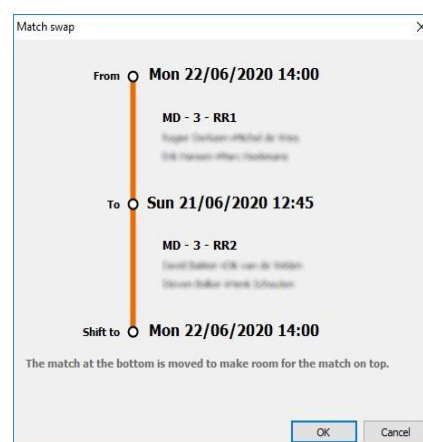 Match swap
From Mon 22/06/2020 14:00
MD - 3 - RR1
To Sun 21/06/2020 12:45
MD - 3 - RR2
Shift to Mon 22/06/2020 14:00
The match at the bottom is moved to make room for the match on top.
OK Cancel